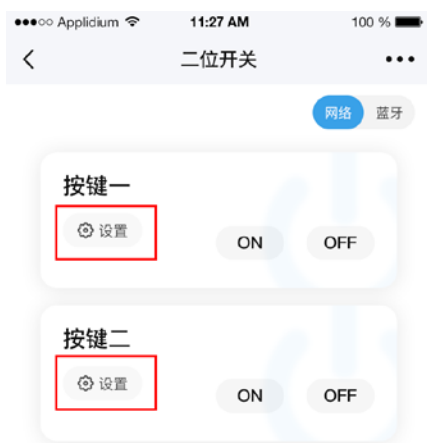 Applidium 11:27 AM 100 %
二位开关
网络 蓝牙
按键一
设置
ON OFF
按键二
设置
ON OFF